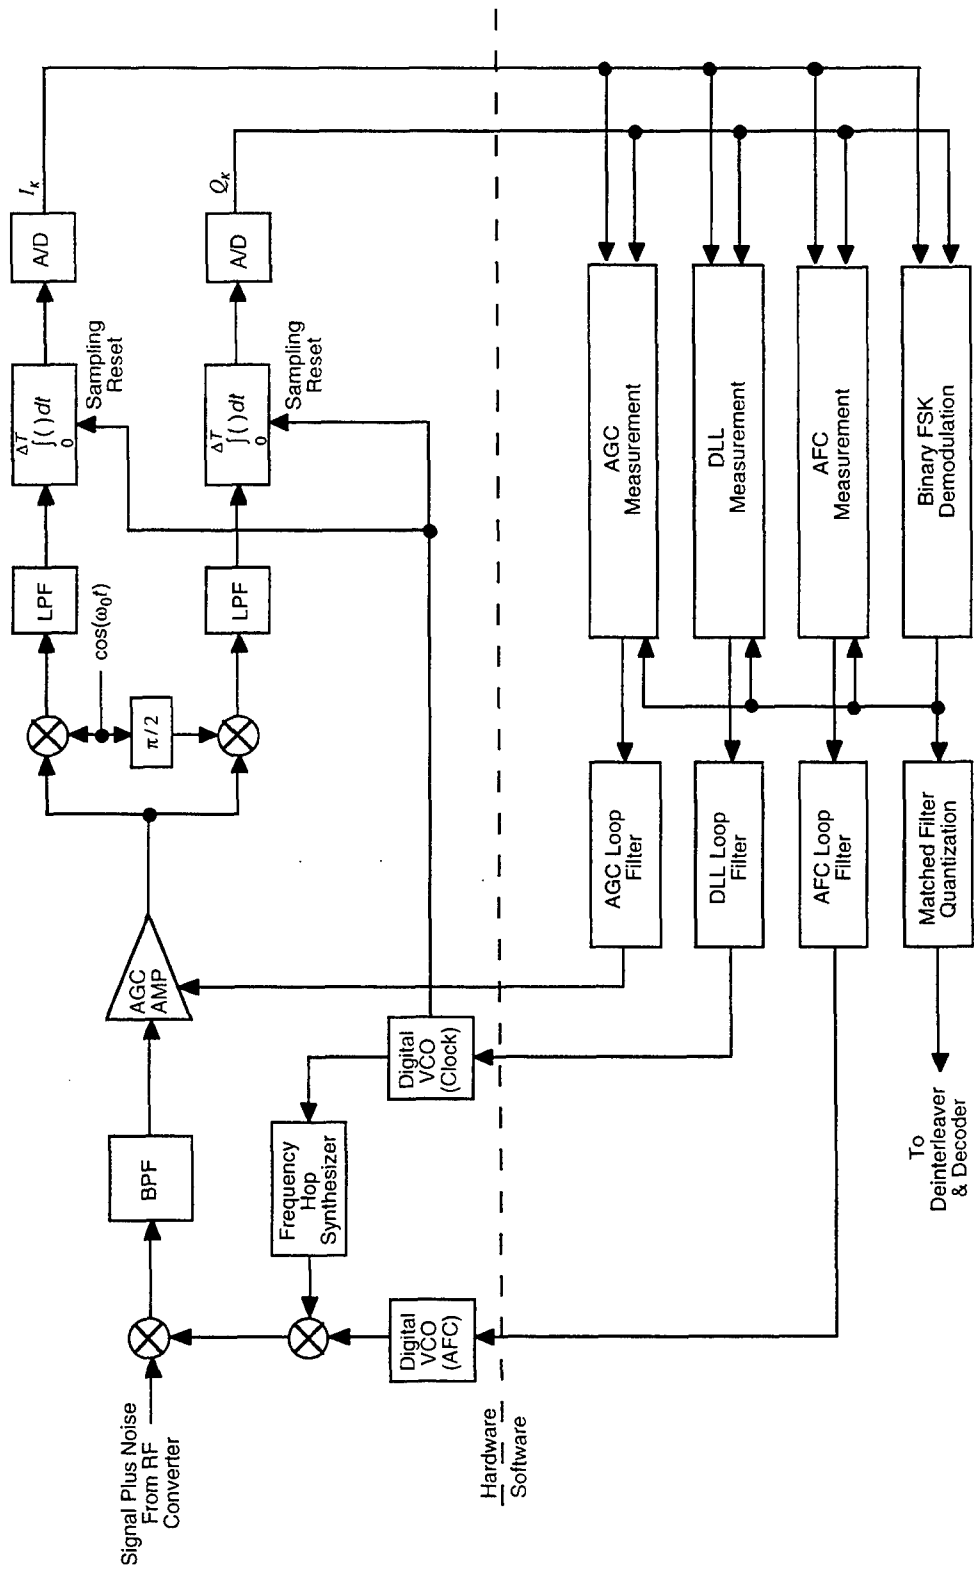 Signal Plus Noise
From RF
Converter
BPF
AGC
AMP
π/2
cos(ω₀t)
LPF
LPF
ΔT
∫( )dt
0
Sampling
Reset
ΔT
∫( )dt
0
Sampling
Reset
A/D
I_K
A/D
Q_K
Frequency
Hop
Synthesizer
Digital
VCO
(Clock)
Digital
VCO
(AFC)
Hardware
Software
AGC Loop
Filter
AGC
Measurement
DLL Loop
Filter
DLL
Measurement
AFC Loop
Filter
AFC
Measurement
To
Deinterleaver
& Decoder
Matched Filter
Quantization
Binary FSK
Demodulation